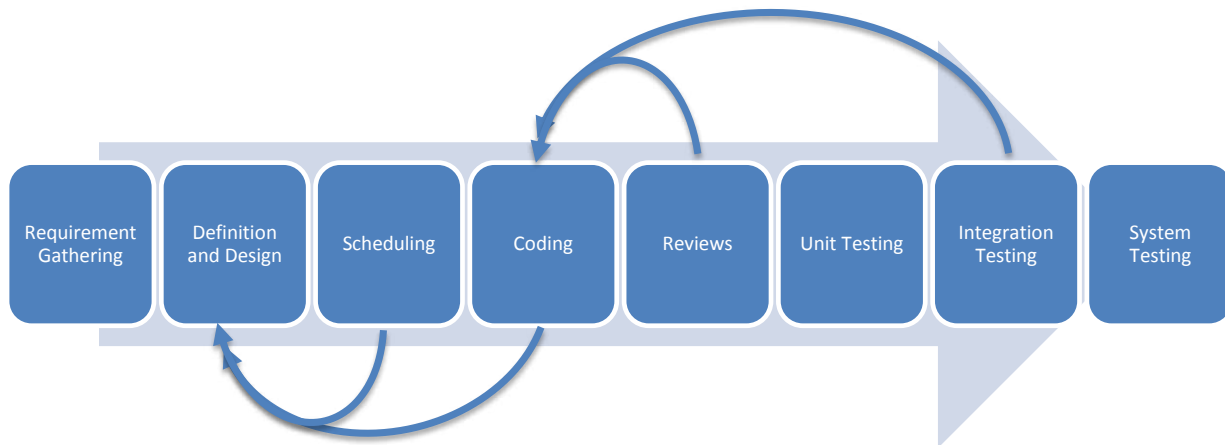 Requirement
Gathering
Definition
and Design
Scheduling
Coding
Reviews
Unit Testing
Integration
Testing
System
Testing